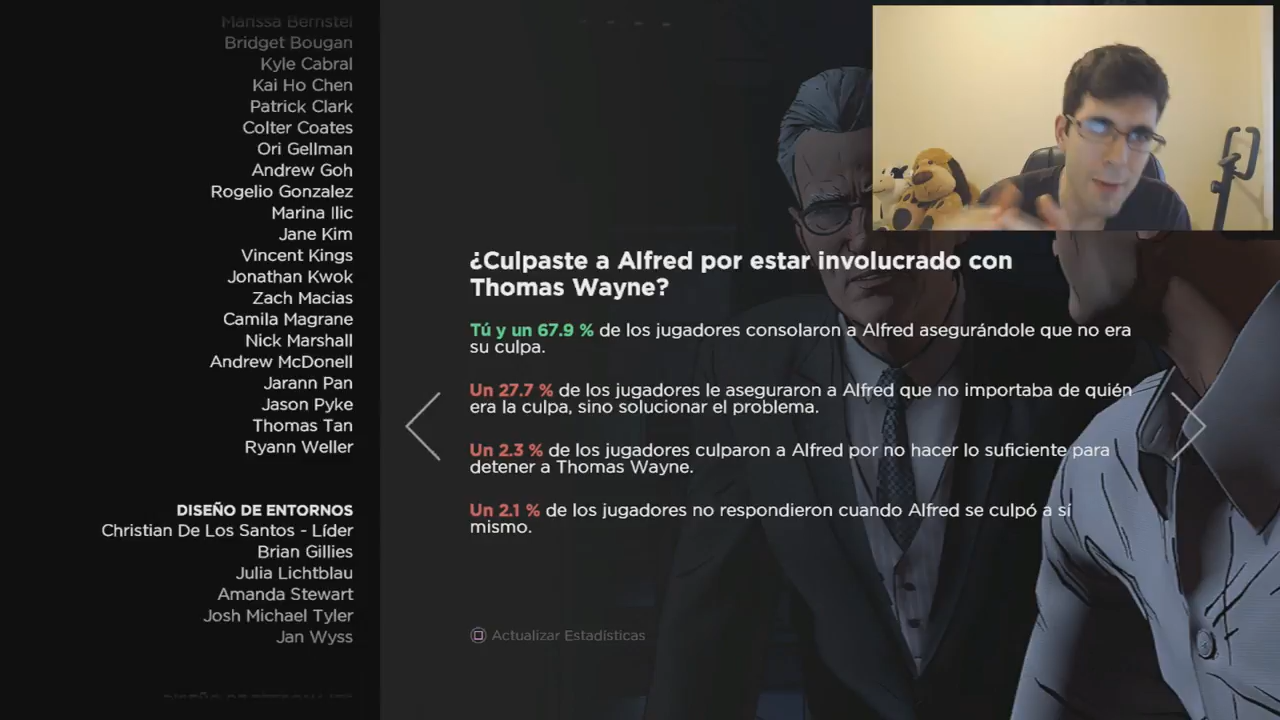 Marissa Bernstei
Bridget Bougan
Kyle Cabral
Kai Ho Chen
Patrick Clark
Colter Coates
Ori Gellman
Andrew Goh
Rogelio Gonzalez
Marina Ilic
Jane Kim
Vincent Kings
Jonathan Kwok
Zach Macias
Camila Magrane
Nick Marshall
Andrew McDonell
Jarann Pan
Jason Pyke
Thomas Tan
Ryann Weller
DISEÑO DE ENTORNOS
Christian De Los Santos - Líder
Brian Gillies
Julia Lichtblau
Amanda Stewart
Josh Michael Tyler
Jan Wyss
¿Culpaste a Alfred por estar involucrado con
Thomas Wayne?
Tú y un 67.9 % de los jugadores consolaron a Alfred asegurándole que no era
su culpa.
Un 27.7 % de los jugadores le aseguraron a Alfred que no importaba de quién
era la culpa, sino solucionar el problema.
Un 2.3 % de los jugadores culparon a Alfred por no hacer lo suficiente para
detener a Thomas Wayne.
Un 2.1 % de los jugadores no respondieron cuando Alfred se culpó a sí
mismo.
Actualizar Estadísticas